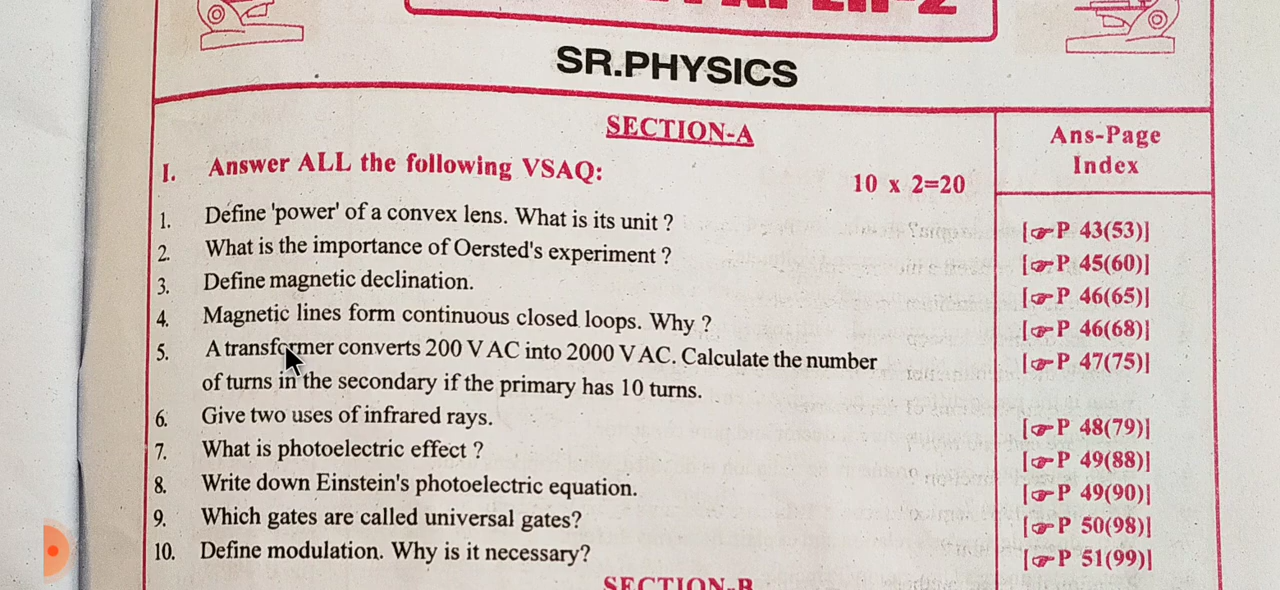 SR.PHYSICS
SECTION-A
Ans-Page
Index
I. Answer ALL the following VSAQ:
10 x 2=20
1. Define 'power' of a convex lens. What is its unit ? [☞P 43(53)]
2. What is the importance of Oersted's experiment ? [☞P 45(60)]
3. Define magnetic declination. [☞P 46(65)]
4. Magnetic lines form continuous closed loops. Why ? [☞P 46(68)]
5. A transformer converts 200 V AC into 2000 V AC. Calculate the number [☞P 47(75)]
of turns in the secondary if the primary has 10 turns.
6. Give two uses of infrared rays. [☞P 48(79)]
7. What is photoelectric effect ? [☞P 49(88)]
8. Write down Einstein's photoelectric equation. [☞P 49(90)]
9. Which gates are called universal gates? [☞P 50(98)]
10. Define modulation. Why is it necessary? [☞P 51(99)]
SECTION-B